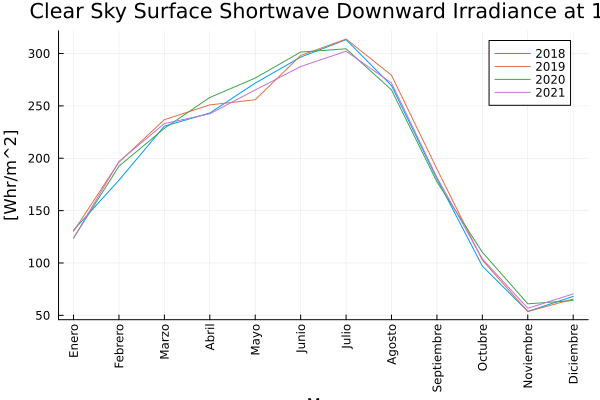 Clear Sky Surface Shortwave Downward Irradiance at 1
[Whr/m^2]
300
250
200
150
100
50
2018
2019
2020
2021
Enero
Febrero
Marzo
Abril
Mayo
Junio
Julio
Agosto
Septiembre
Octubre
Noviembre
Diciembre